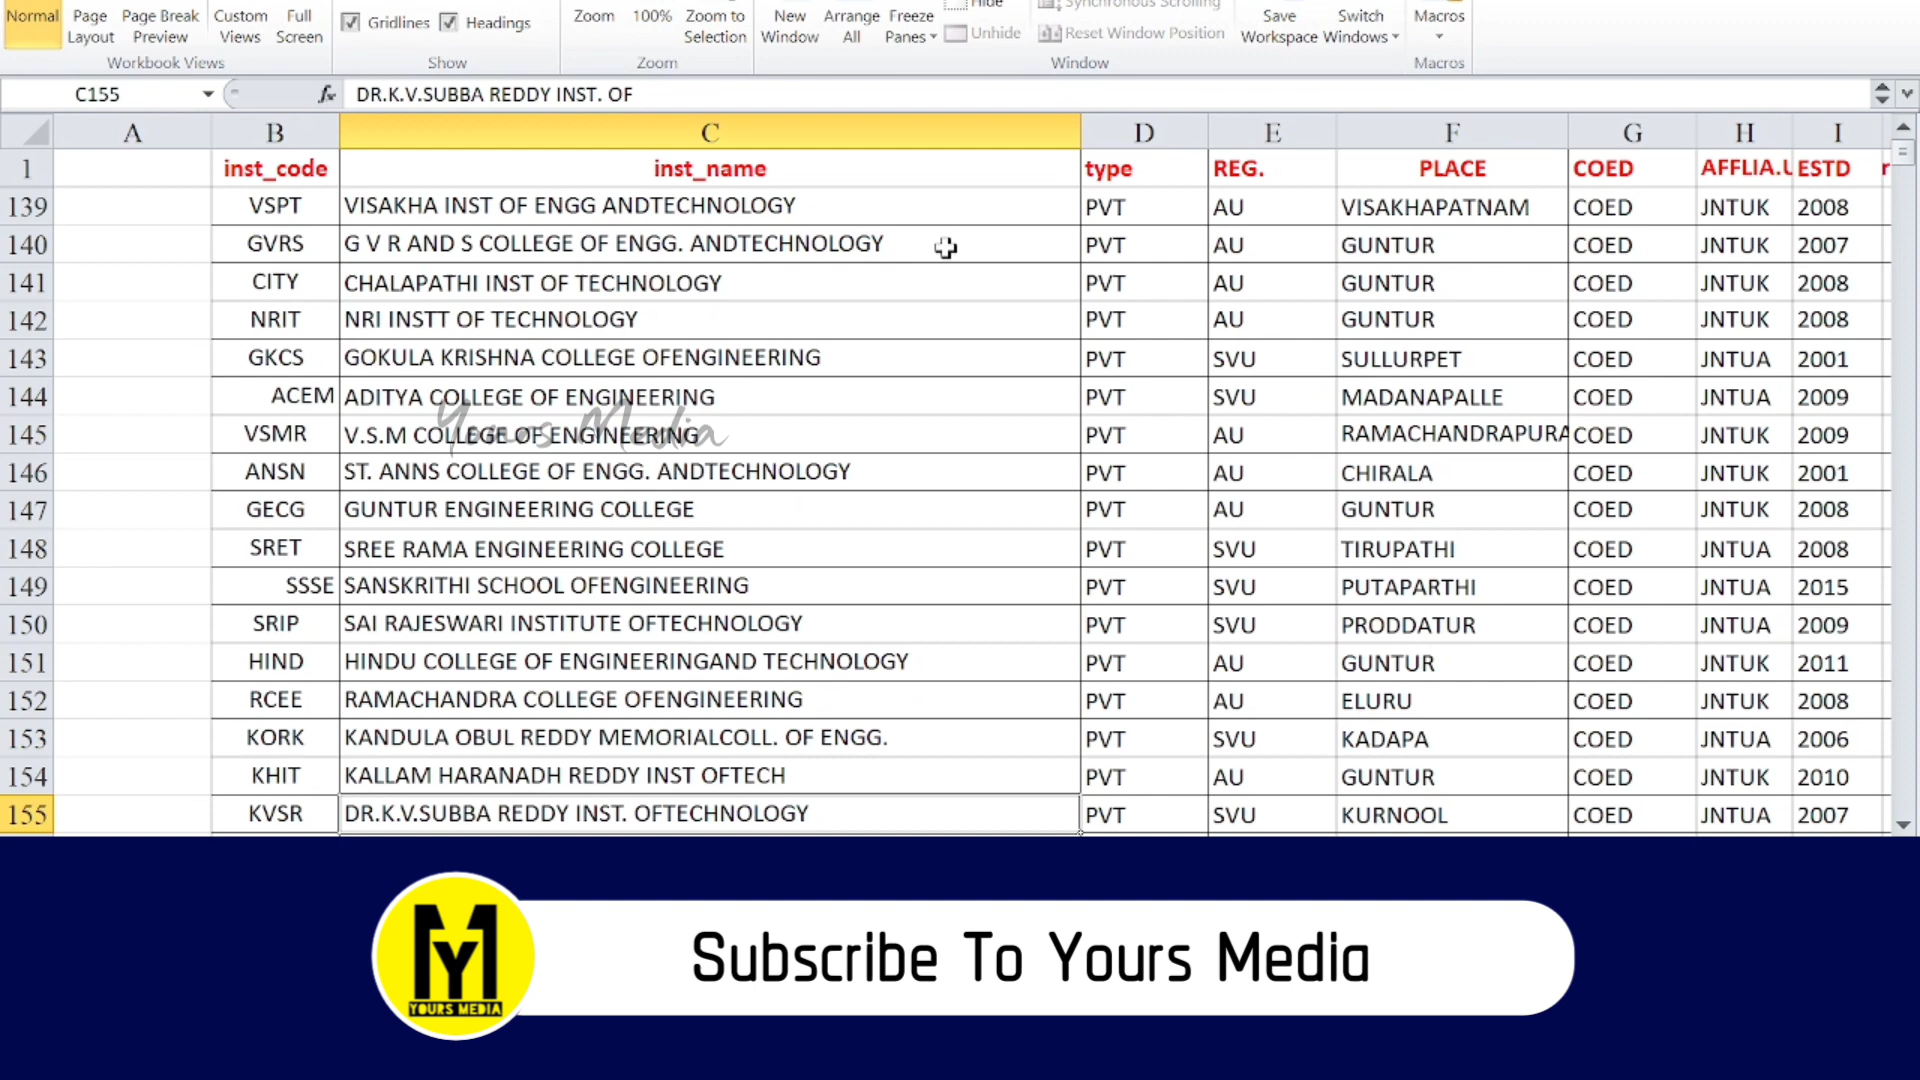 Hide Synchronous Scrolling
Normal Page Layout Page Break Preview Custom Views Full Screen Gridlines Headings Zoom 100% Zoom to Selection New Window Arrange All Freeze Panes Unhide Reset Window Position Save Workspace Switch Windows Macros
Workbook Views Show Zoom Window Macros
C155 fx DR.K.V.SUBBA REDDY INST. OF
A B C D E F G H I
1 inst_code inst_name type REG. PLACE COED AFFLIA.U ESTD r
139 VSPT VISAKHA INST OF ENGG ANDTECHNOLOGY PVT AU VISAKHAPATNAM COED JNTUK 2008
140 GVRS G V R AND S COLLEGE OF ENGG. ANDTECHNOLOGY PVT AU GUNTUR COED JNTUK 2007
141 CITY CHALAPATHI INST OF TECHNOLOGY PVT AU GUNTUR COED JNTUK 2008
142 NRIT NRI INSTT OF TECHNOLOGY PVT AU GUNTUR COED JNTUK 2008
143 GKCS GOKULA KRISHNA COLLEGE OFENGINEERING PVT SVU SULLURPET COED JNTUA 2001
144 ACEM ADITYA COLLEGE OF ENGINEERING PVT SVU MADANAPALLE COED JNTUA 2009
Yours Media
145 VSMR V.S.M COLLEGE OF ENGINEERING PVT AU RAMACHANDRAPURA COED JNTUK 2009
146 ANSN ST. ANNS COLLEGE OF ENGG. ANDTECHNOLOGY PVT AU CHIRALA COED JNTUK 2001
147 GECG GUNTUR ENGINEERING COLLEGE PVT AU GUNTUR COED JNTUK 2008
148 SRET SREE RAMA ENGINEERING COLLEGE PVT SVU TIRUPATHI COED JNTUA 2008
149 SSSE SANSKRITHI SCHOOL OFENGINEERING PVT SVU PUTAPARTHI COED JNTUA 2015
150 SRIP SAI RAJESWARI INSTITUTE OFTECHNOLOGY PVT SVU PRODDATUR COED JNTUA 2009
151 HIND HINDU COLLEGE OF ENGINEERINGAND TECHNOLOGY PVT AU GUNTUR COED JNTUK 2011
152 RCEE RAMACHANDRA COLLEGE OFENGINEERING PVT AU ELURU COED JNTUK 2008
153 KORK KANDULA OBUL REDDY MEMORIALCOLL. OF ENGG. PVT SVU KADAPA COED JNTUA 2006
154 KHIT KALLAM HARANADH REDDY INST OFTECH PVT AU GUNTUR COED JNTUK 2010
155 KVSR DR.K.V.SUBBA REDDY INST. OFTECHNOLOGY PVT SVU KURNOOL COED JNTUA 2007
MY
YOURS MEDIA
Subscribe To Yours Media